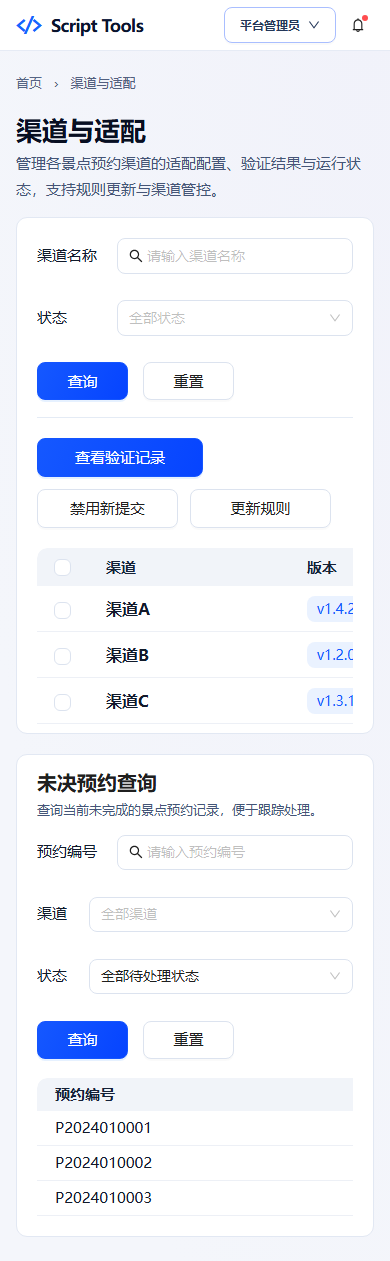 Script Tools
平台管理员
首页 › 渠道与适配
渠道与适配
管理各景点预约渠道的适配配置、验证结果与运行状
态，支持规则更新与渠道管控。
渠道名称 请输入渠道名称
状态 全部状态
查询 重置
查看验证记录
禁用新提交 更新规则
渠道 版本
渠道A v1.4.2
渠道B v1.2.0
渠道C v1.3.1
未决预约查询
查询当前未完成的景点预约记录，便于跟踪处理。
预约编号 请输入预约编号
渠道 全部渠道
状态 全部待处理状态
查询 重置
预约编号
P2024010001
P2024010002
P2024010003